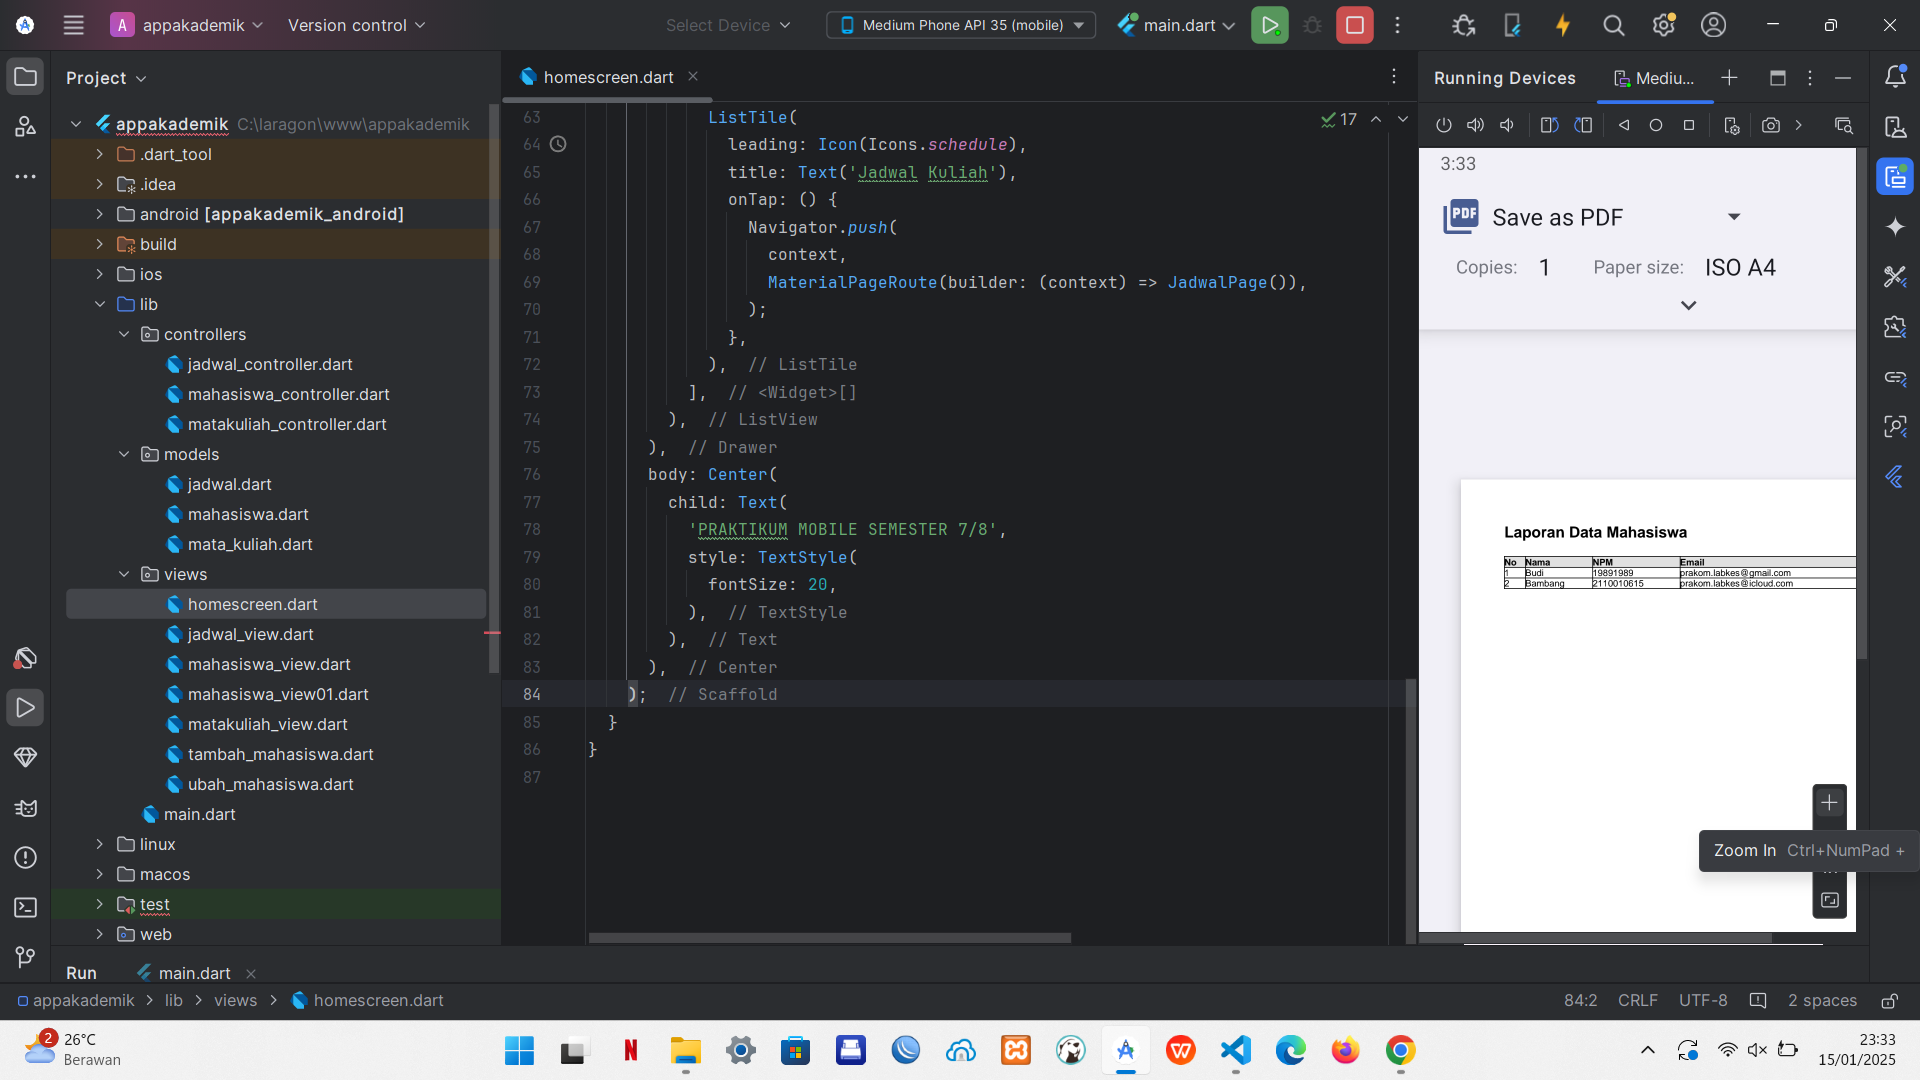 A appakademik
Version control
Select Device
Medium Phone API 35 (mobile)
main.dart
Project
appakademik C:\laragon\www\appakademik
.dart_tool
.idea
android [appakademik_android]
build
ios
lib
controllers
jadwal_controller.dart
mahasiswa_controller.dart
matakuliah_controller.dart
models
jadwal.dart
mahasiswa.dart
mata_kuliah.dart
views
homescreen.dart
jadwal_view.dart
mahasiswa_view.dart
mahasiswa_view01.dart
matakuliah_view.dart
tambah_mahasiswa.dart
ubah_mahasiswa.dart
main.dart
linux
macos
test
web
homescreen.dart
17
63 ListTile(
64 leading: Icon(Icons.schedule),
65 title: Text('Jadwal Kuliah'),
66 onTap: () {
67 Navigator.push(
68 context,
69 MaterialPageRoute(builder: (context) => JadwalPage()),
70 );
71 },
72 ), // ListTile
73 ], // <Widget>[]
74 ), // ListView
75 ), // Drawer
76 body: Center(
77 child: Text(
78 'PRAKTIKUM MOBILE SEMESTER 7/8',
79 style: TextStyle(
80 fontSize: 20,
81 ), // TextStyle
82 ), // Text
83 ), // Center
84 ); // Scaffold
85 }
86 }
87
Running Devices
Mediu...
3:33
PDF Save as PDF
Copies: 1 Paper size: ISO A4
Laporan Data Mahasiswa
No Nama NPM Email
1 Budi 19891989 prakom.labkes@gmail.com
2 Bambang 2110010615 prakom.labkes@icloud.com
Zoom In Ctrl+NumPad +
Run main.dart
appakademik > lib > views > homescreen.dart
84:2 CRLF UTF-8 2 spaces
2 26°C
Berawan
23:33
15/01/2025